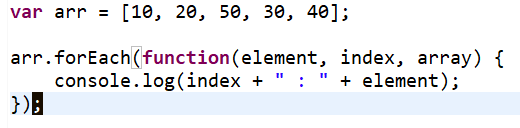 var arr = [10, 20, 50, 30, 40];
arr.forEach(function(element, index, array) {
    console.log(index + " : " + element);
});